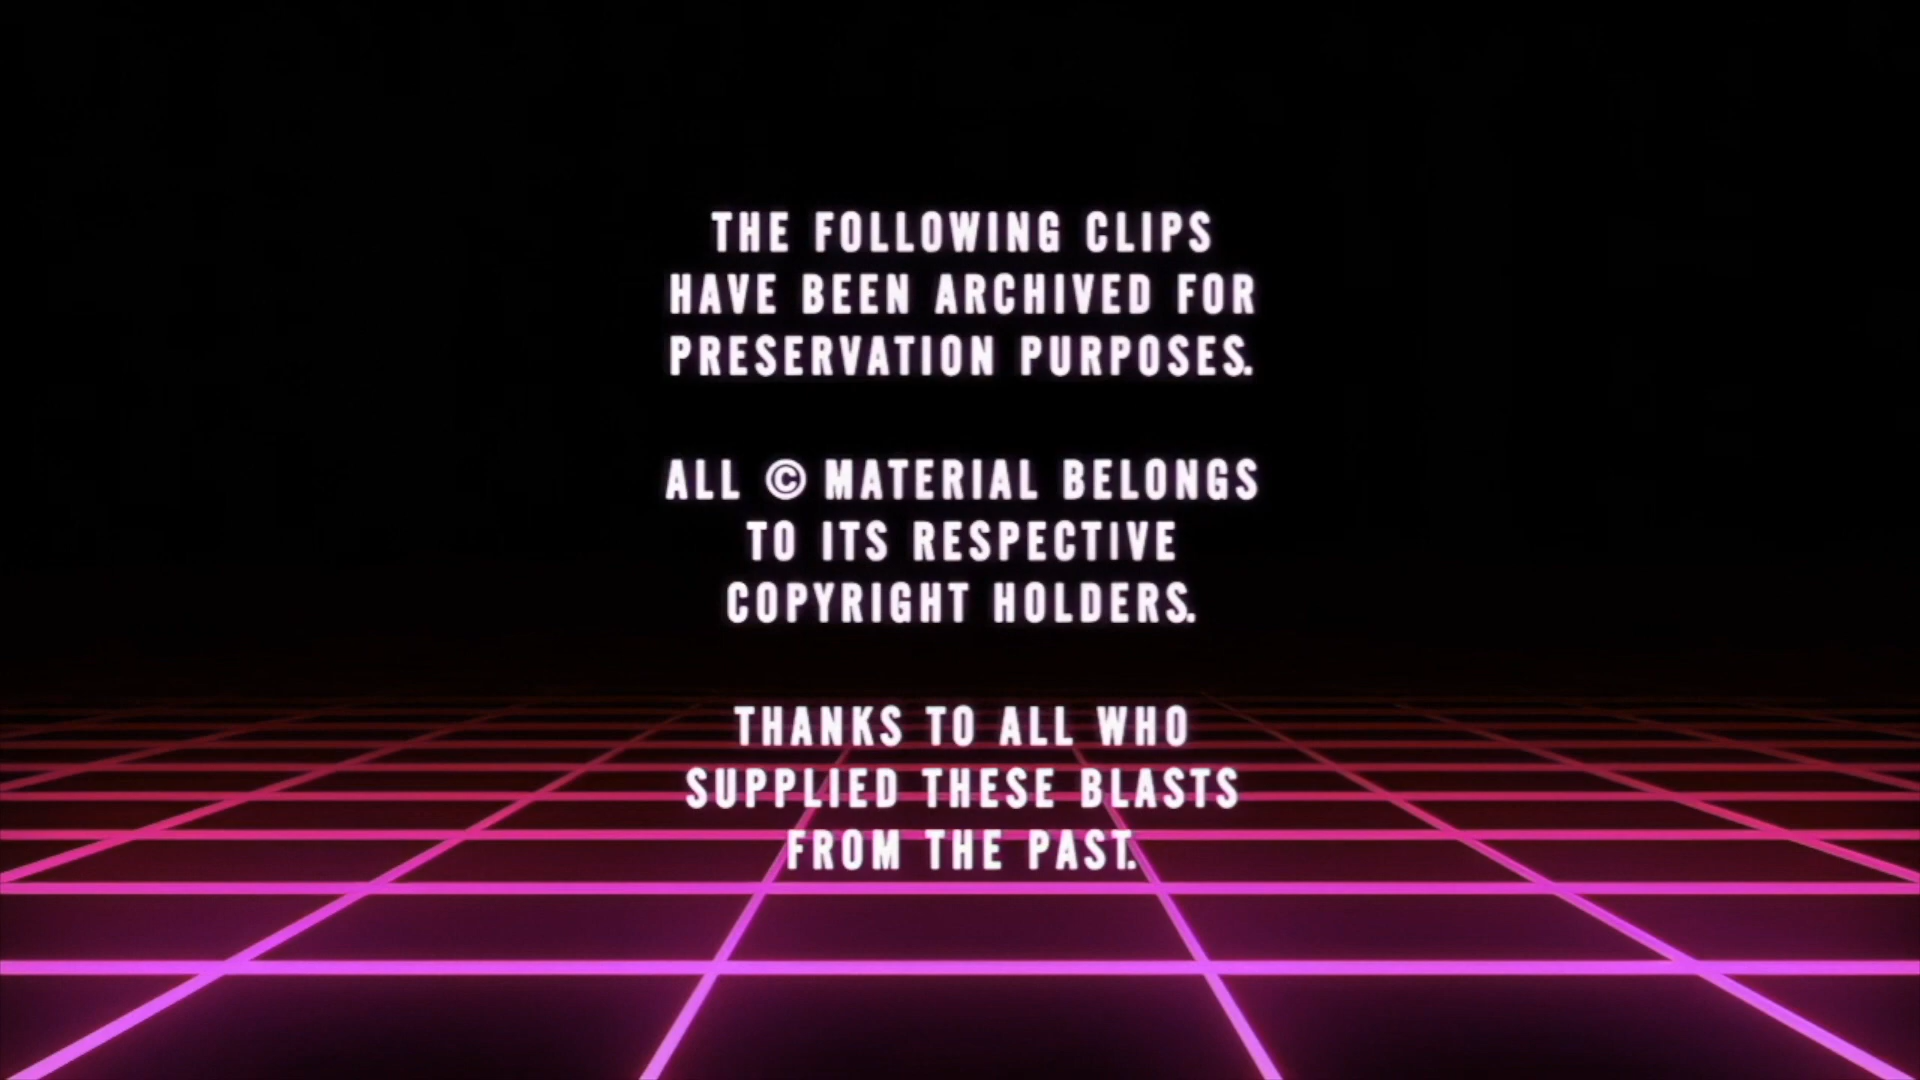 THE FOLLOWING CLIPS
HAVE BEEN ARCHIVED FOR
PRESERVATION PURPOSES.
ALL © MATERIAL BELONGS
TO ITS RESPECTIVE
COPYRIGHT HOLDERS.
THANKS TO ALL WHO
SUPPLIED THESE BLASTS
FROM THE PAST.